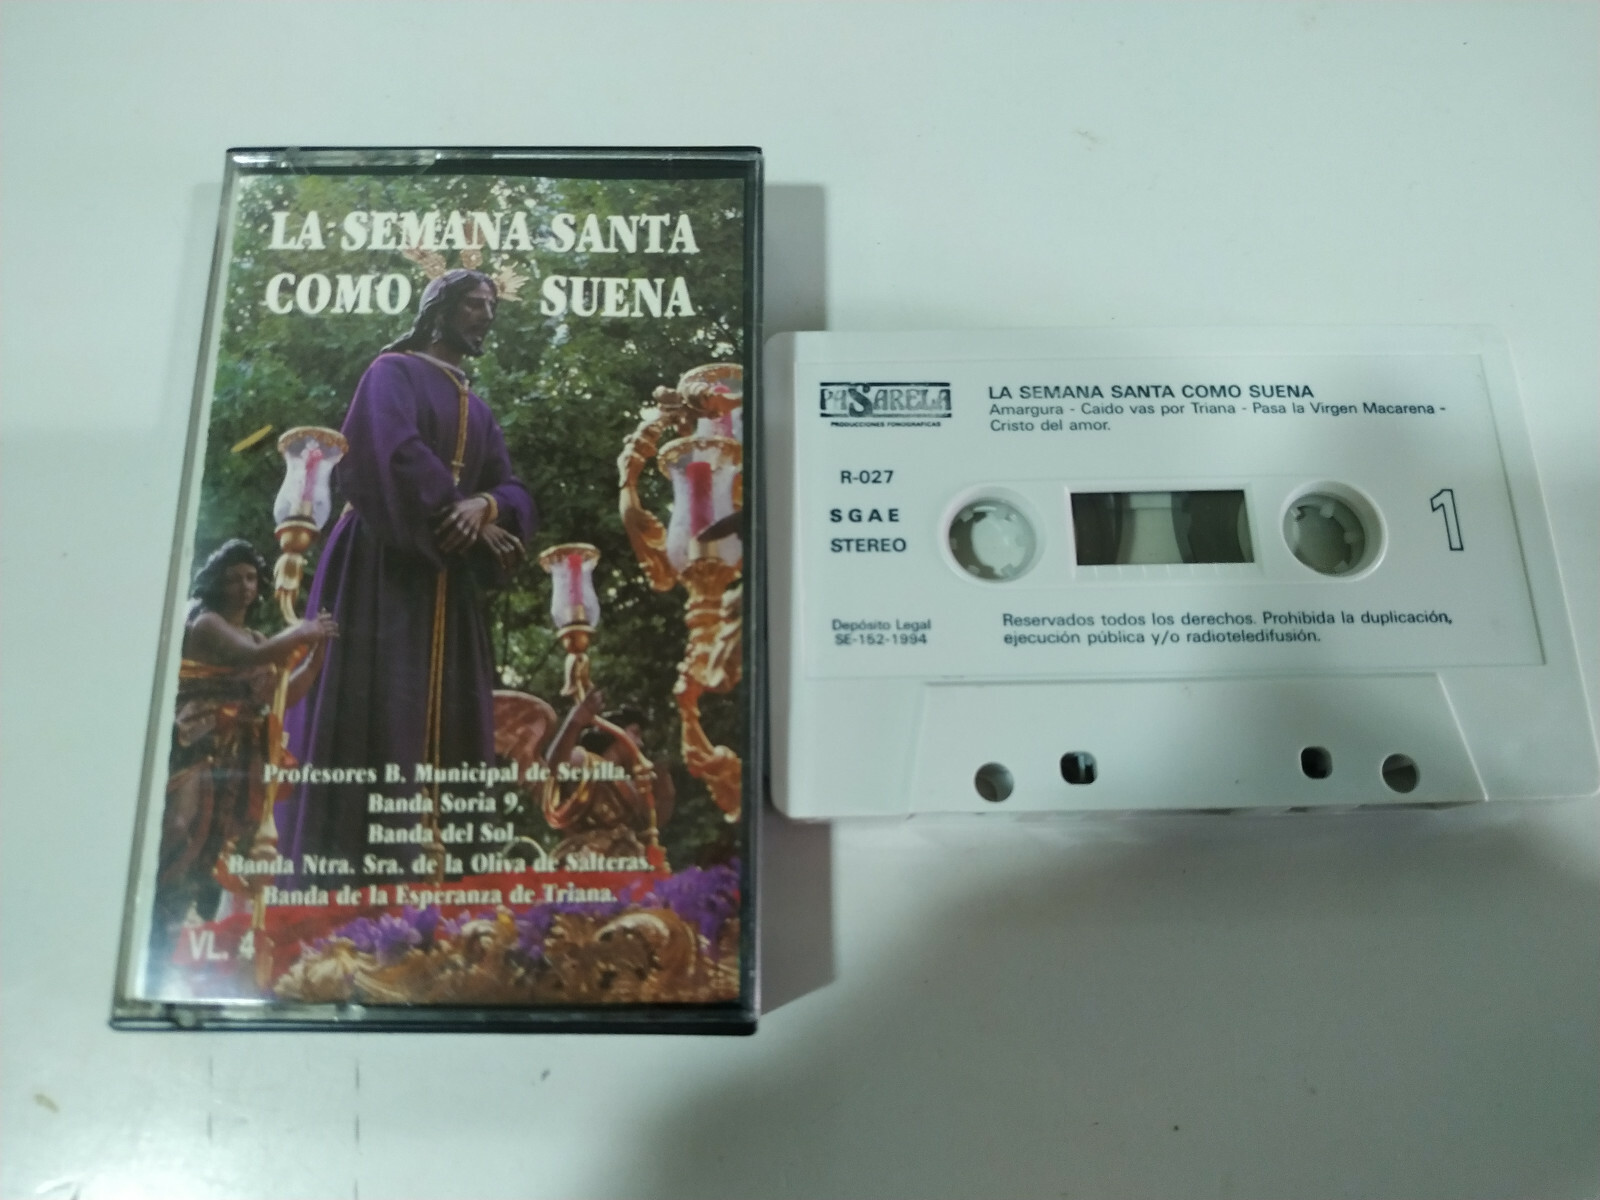 LA SEMANA SANTA
COMO SUENA
Profesores B. Municipal de Sevilla.
Banda Soria 9.
Banda del Sol.
Banda Ntra. Sra. de la Oliva de Salteras.
Banda de la Esperanza de Triana.
VL. 4
PASARELA
PRODUCCIONES FONOGRAFICAS
LA SEMANA SANTA COMO SUENA
Amargura - Caido vas por Triana - Pasa la Virgen Macarena -
Cristo del amor.
R-027
SGAE
STEREO
1
Depósito Legal
SE-152-1994
Reservados todos los derechos. Prohibida la duplicación,
ejecución pública y/o radioteledifusión.